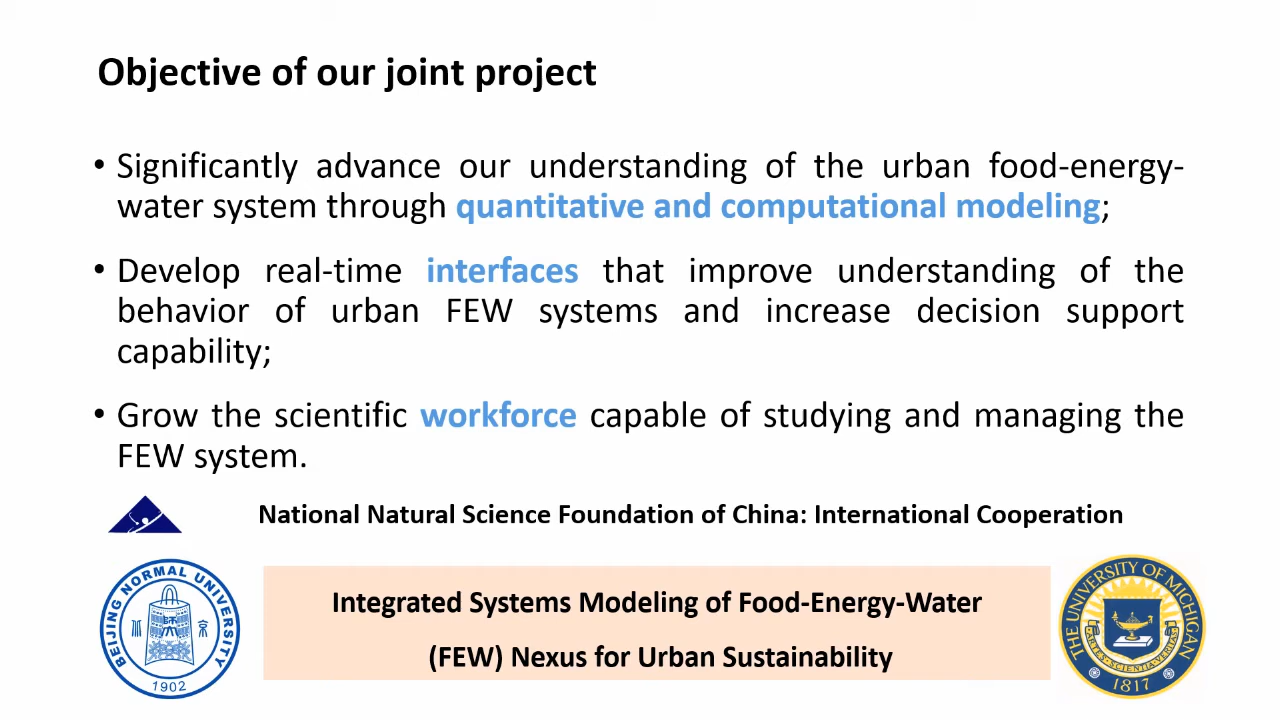 Objective of our joint project
• Significantly advance our understanding of the urban food-energy-
water system through quantitative and computational modeling;
• Develop real-time interfaces that improve understanding of the
behavior of urban FEW systems and increase decision support
capability;
• Grow the scientific workforce capable of studying and managing the
FEW system.
National Natural Science Foundation of China: International Cooperation
BEIJING NORMAL UNIVERSITY
1902
Integrated Systems Modeling of Food-Energy-Water
(FEW) Nexus for Urban Sustainability
THE UNIVERSITY OF MICHIGAN
ARTES · SCIENTIA · VERITAS
1817